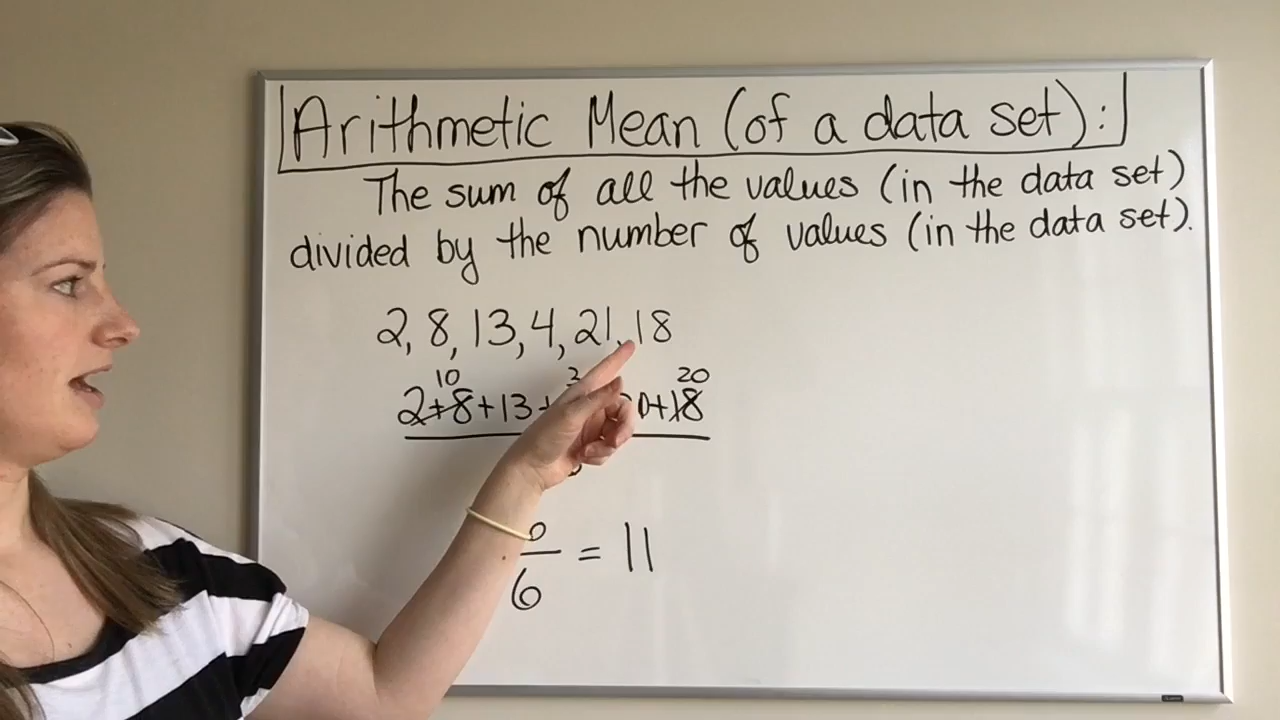 Arithmetic Mean (of a data set):
The sum of all the values (in the data set)
divided by the number of values (in the data set).
2, 8, 13, 4, 21, 18
10 20
2+8+13+ +18
6 = 11